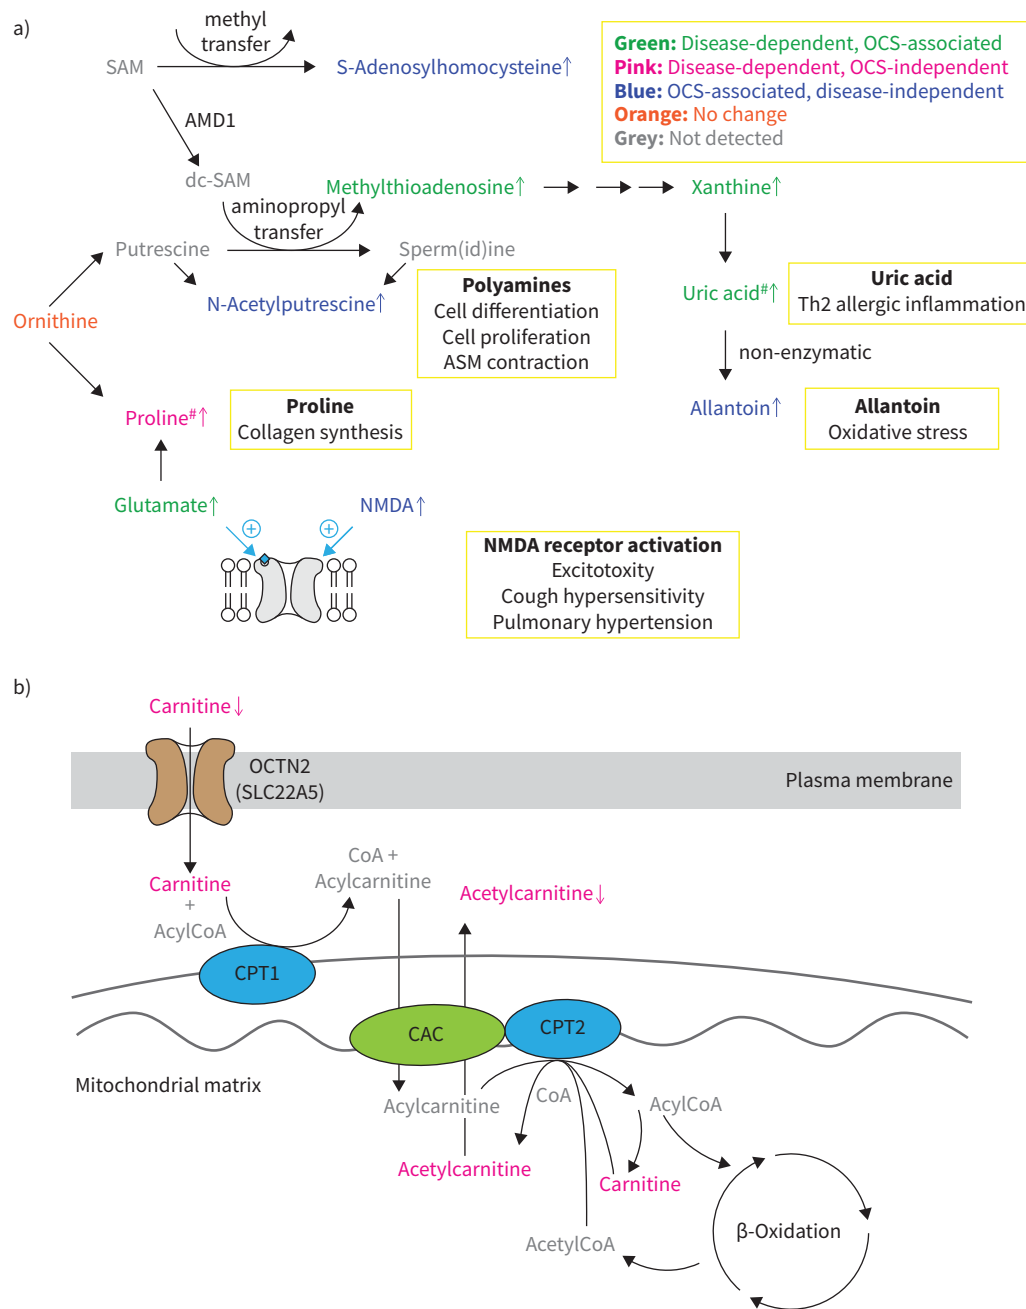 a)
methyl
transfer
SAM
S-Adenosylhomocysteine↑
Green: Disease-dependent, OCS-associated
Pink: Disease-dependent, OCS-independent
Blue: OCS-associated, disease-independent
Orange: No change
Grey: Not detected
AMD1
dc-SAM
Methylthioadenosine↑
Xanthine↑
aminopropyl
transfer
Putrescine
Sperm(id)ine
N-Acetylputrescine↑
Polyamines
Cell differentiation
Cell proliferation
ASM contraction
Uric acid#↑
Uric acid
Th2 allergic inflammation
Ornithine
non-enzymatic
Proline#↑
Proline
Collagen synthesis
Allantoin↑
Allantoin
Oxidative stress
Glutamate↑
NMDA↑
+
+
NMDA receptor activation
Excitotoxity
Cough hypersensitivity
Pulmonary hypertension
b)
Carnitine↓
OCTN2
(SLC22A5)
Plasma membrane
Carnitine
+
AcylCoA
CoA +
Acylcarnitine
Acetylcarnitine↓
CPT1
CAC
CPT2
Mitochondrial matrix
Acylcarnitine
CoA
AcylCoA
Acetylcarnitine
Carnitine
AcetylCoA
β-Oxidation